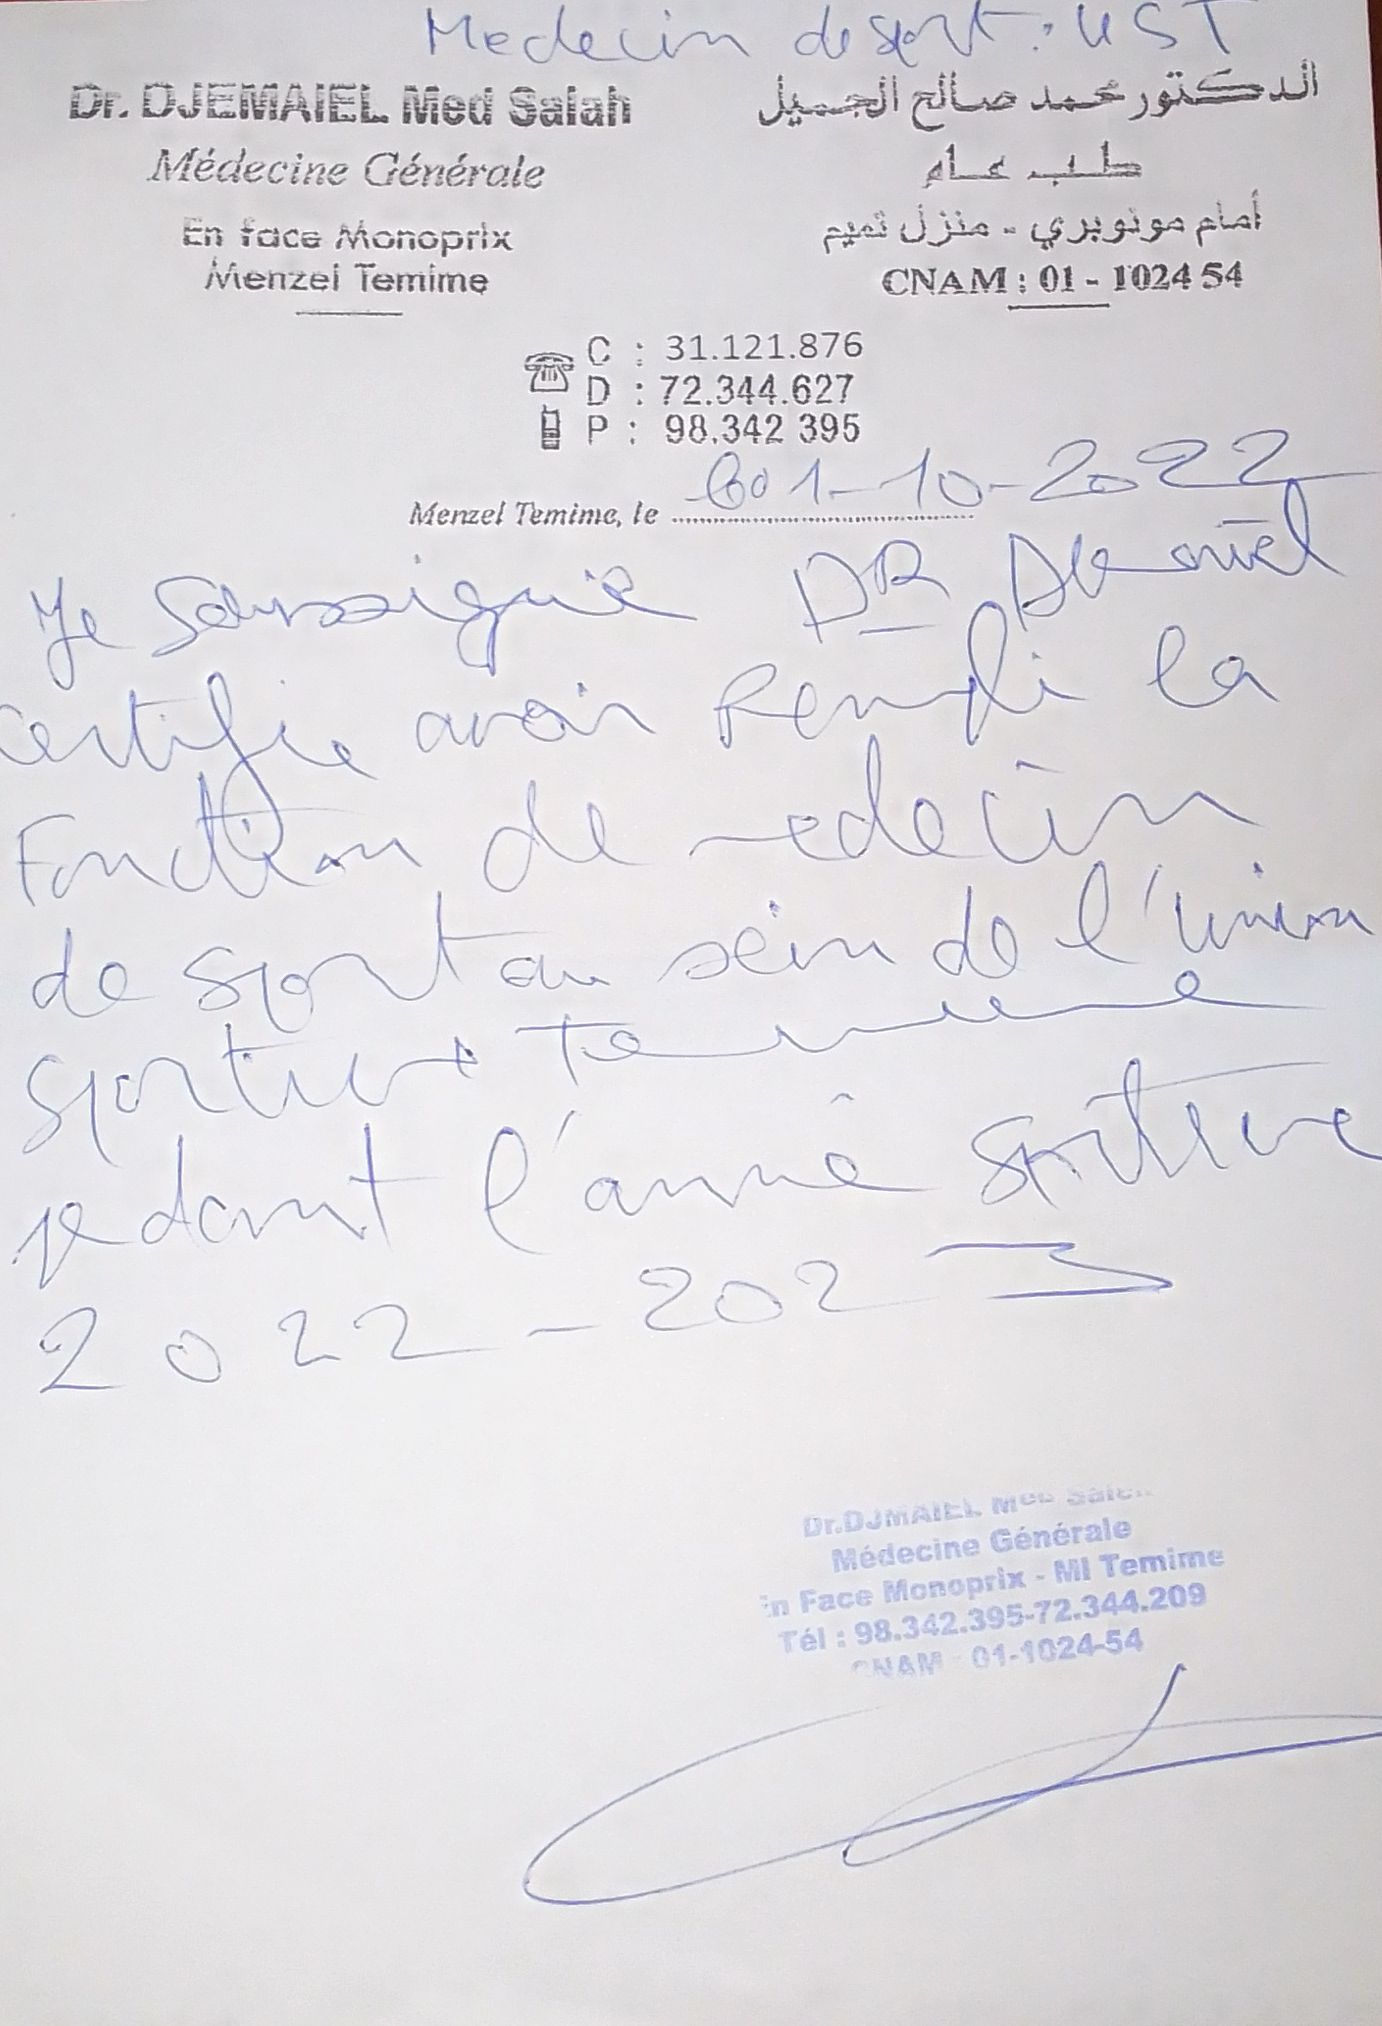 Medecin de sport : UST
Dr. DJEMAIEL Med Salah
Médecine Générale
En face Monoprix
Menzel Temime
الدكتور محمد صالح الجميل
طب عام
أمام مونوبري - منزل تميم
CNAM : 01 - 1024 54
C : 31.121.876
D : 72.344.627
P : 98.342 395
Menzel Temime, le 01-10-2022
Je soussigné DR
certifie avoir rempli la
Fonction de medecin
de sport au sein de l'union
sportive Temime
pedant l'année sportive
2022-2023
Dr.DJMAIEL Med Salah
Médecine Générale
En Face Monoprix - Ml Temime
Tél : 98.342.395-72.344.209
CNAM : 01-1024-54